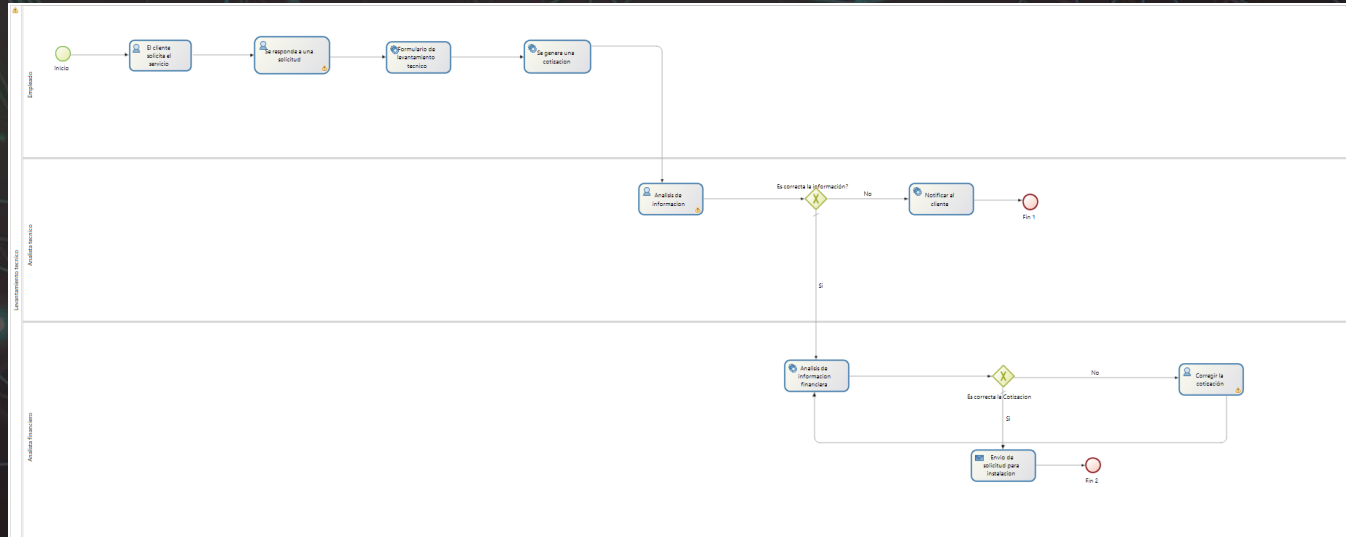 Levantamiento tecnico
Empleado
Inicio
El cliente
solicita el
servicio
Se responde a una
solicitud
Formulario de
levantamiento
tecnico
Se genera una
cotisacion
Analista tecnico
Analisis de
informacion
Es correcta la información?
No
Notificar al
cliente
Fin 1
Si
Analista financiero
Analisis de
informacion
financiera
Es correcta la Cotizacion
No
Corregir la
cotización
Si
Envio de
solicitud para
instalacion
Fin 2